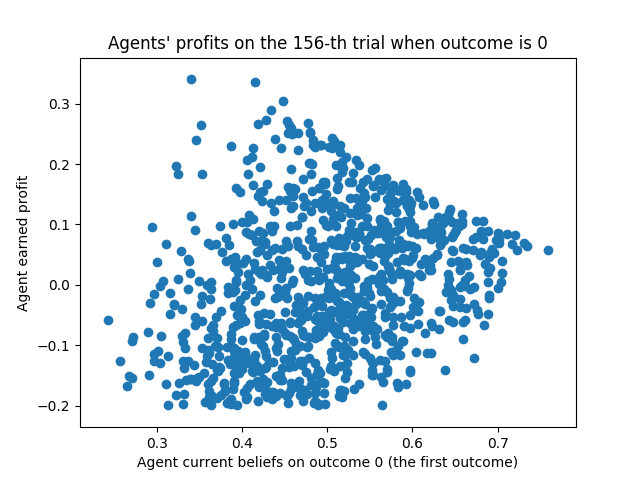 Agents' profits on the 156-th trial when outcome is 0
0.3
0.2
0.1
0.0
−0.1
−0.2
Agent earned profit
0.3 0.4 0.5 0.6 0.7
Agent current beliefs on outcome 0 (the first outcome)